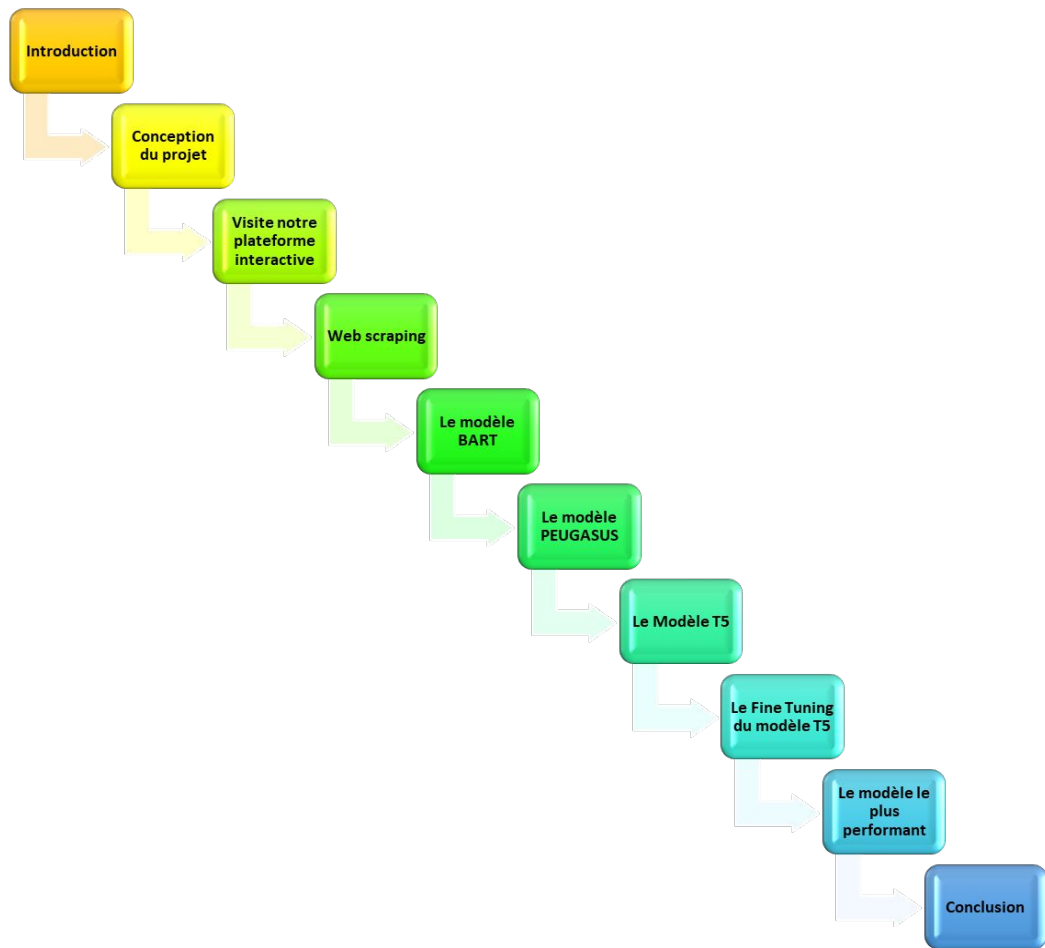 Introduction
Conception
du projet
Visite notre
plateforme
interactive
Web scraping
Le modèle
BART
Le modèle
PEUGASUS
Le Modèle T5
Le Fine Tuning
du modèle T5
Le modèle le
plus
performant
Conclusion